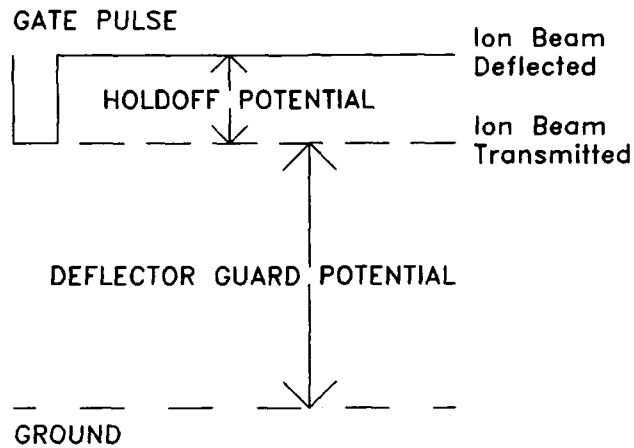 GATE PULSE
Ion Beam
Deflected
HOLDOFF POTENTIAL
Ion Beam
Transmitted
DEFLECTOR GUARD POTENTIAL
GROUND